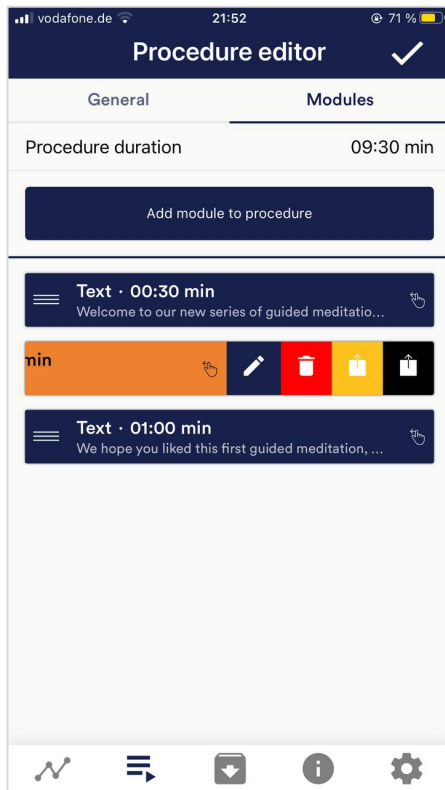 vodafone.de 21:52 71 %
Procedure editor
General Modules
Procedure duration 09:30 min
Add module to procedure
Text · 00:30 min
Welcome to our new series of guided meditatio...
min
Text · 01:00 min
We hope you liked this first guided meditation, ...